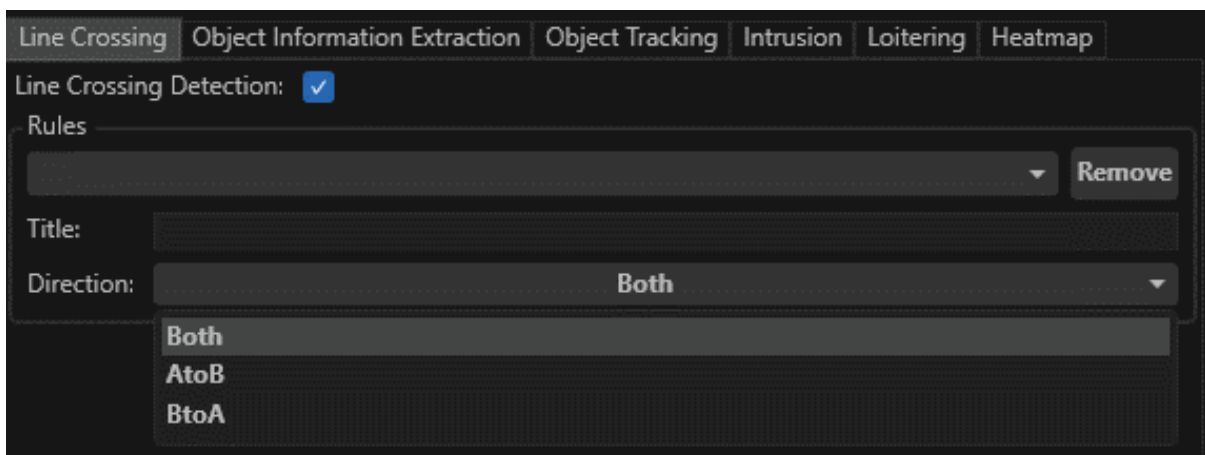 Line Crossing Object Information Extraction Object Tracking Intrusion Loitering Heatmap
Line Crossing Detection:
Rules
Remove
Title:
Direction: Both
Both
AtoB
BtoA